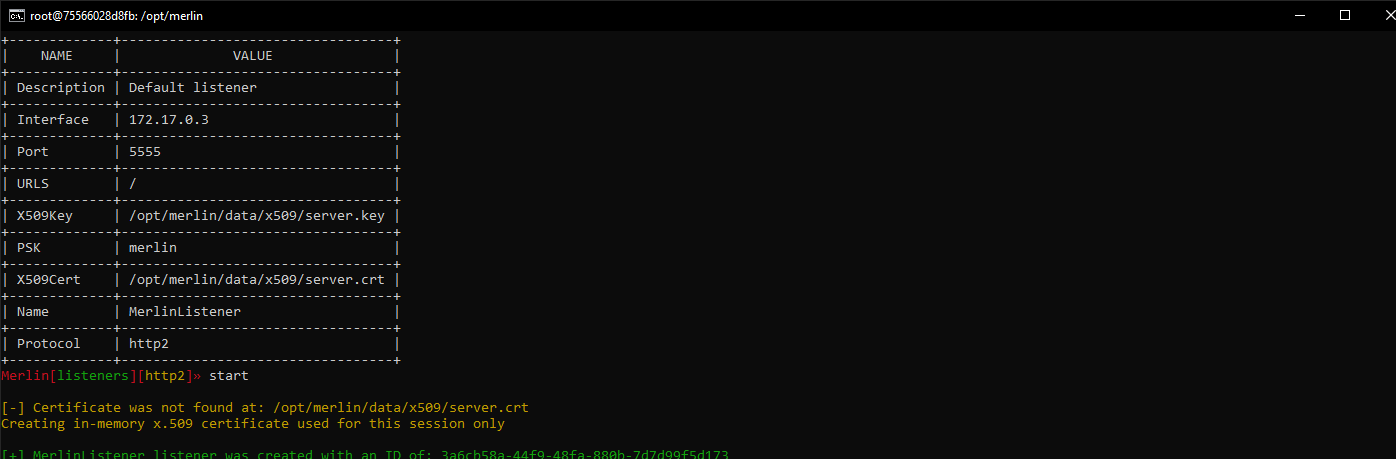 root@75566028d8fb: /opt/merlin
+-------------+----------------------------------+
| NAME | VALUE |
+-------------+----------------------------------+
| Description | Default listener |
+-------------+----------------------------------+
| Interface | 172.17.0.3 |
+-------------+----------------------------------+
| Port | 5555 |
+-------------+----------------------------------+
| URLS | / |
+-------------+----------------------------------+
| X509Key | /opt/merlin/data/x509/server.key |
+-------------+----------------------------------+
| PSK | merlin |
+-------------+----------------------------------+
| X509Cert | /opt/merlin/data/x509/server.crt |
+-------------+----------------------------------+
| Name | MerlinListener |
+-------------+----------------------------------+
| Protocol | http2 |
+-------------+----------------------------------+
Merlin[listeners][http2]» start
[-] Certificate was not found at: /opt/merlin/data/x509/server.crt
Creating in-memory x.509 certificate used for this session only
[+] MerlinListener listener was created with an ID of: 3a6cb58a-44f9-48fa-880b-7d7d99f5d173